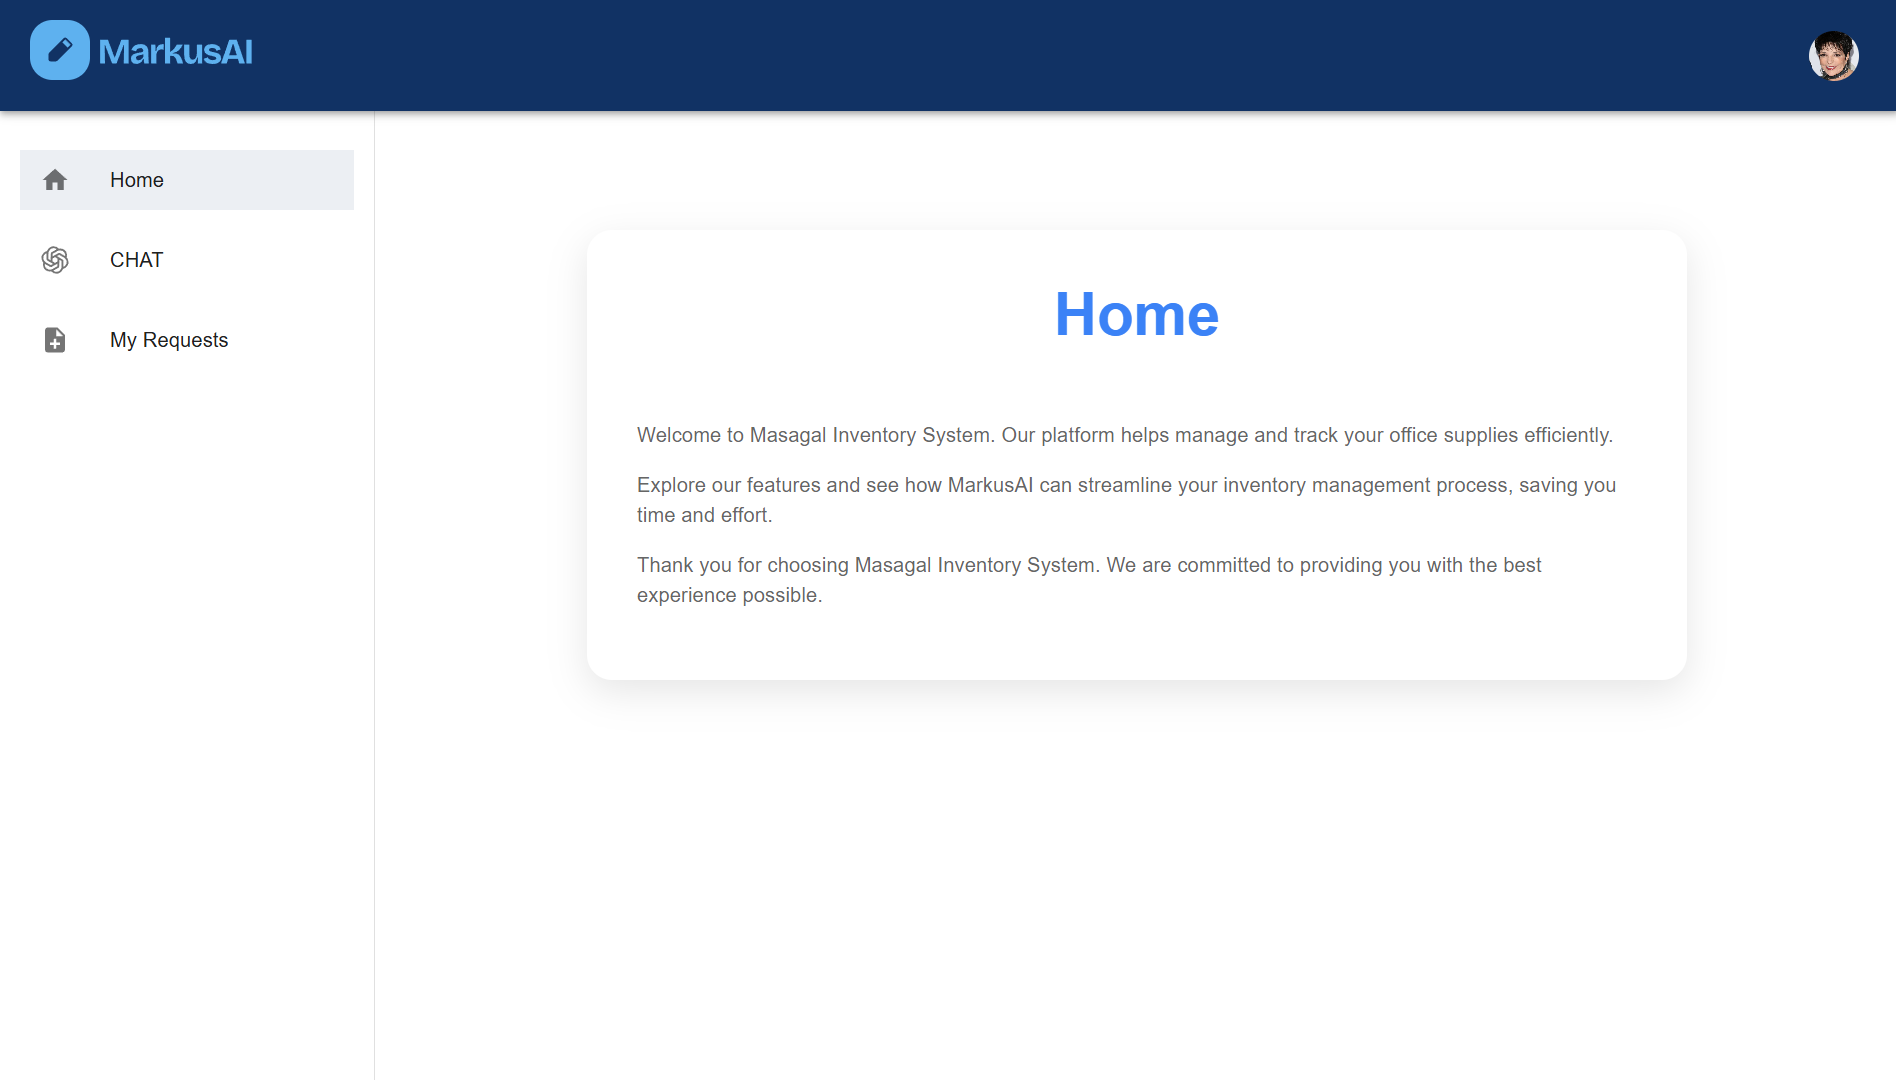 MarkusAI
Home
CHAT
My Requests
Home
Welcome to Masagal Inventory System. Our platform helps manage and track your office supplies efficiently.
Explore our features and see how MarkusAI can streamline your inventory management process, saving you
time and effort.
Thank you for choosing Masagal Inventory System. We are committed to providing you with the best
experience possible.